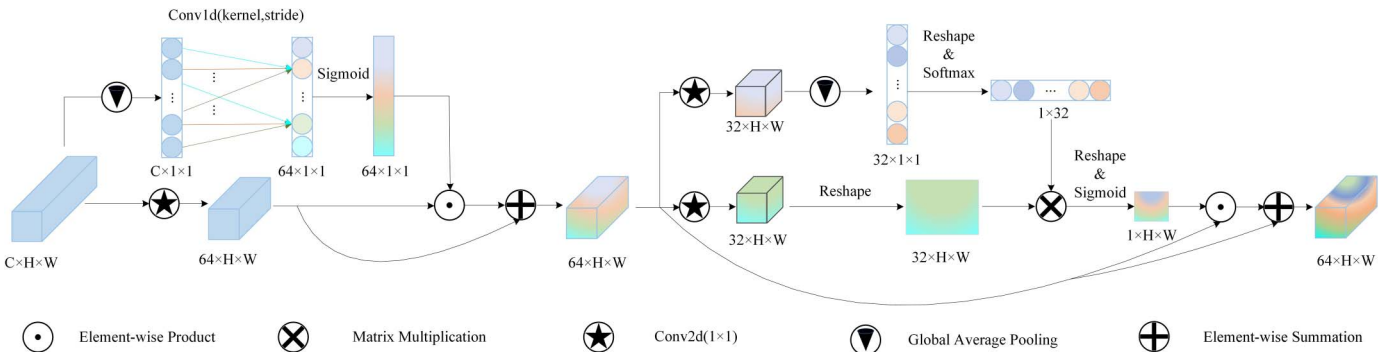 Conv1d(kernel,stride)
Sigmoid
C×1×1
64×1×1
64×1×1
C×H×W
64×H×W
64×H×W
Reshape
&
Softmax
32×H×W
32×1×1
1×32
Reshape
&
Sigmoid
Reshape
32×H×W
32×H×W
1×H×W
64×H×W
Element-wise Product
Matrix Multiplication
Conv2d(1×1)
Global Average Pooling
Element-wise Summation